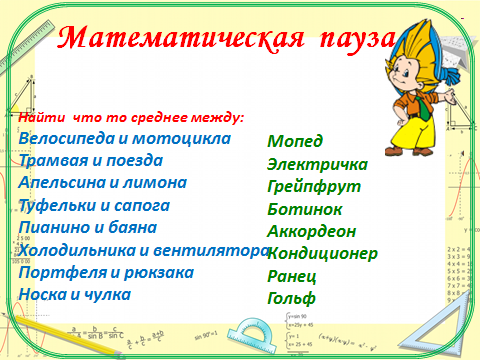 Математическая пауза
Найти что то среднее между:
Велосипеда и мотоцикла
Трамвая и поезда
Апельсина и лимона
Туфельки и сапога
Пианино и баяна
Холодильника и вентилятора
Портфеля и рюкзака
Носка и чулка
Мопед
Электричка
Грейпфрут
Ботинок
Аккордеон
Кондиционер
Ранец
Гольф